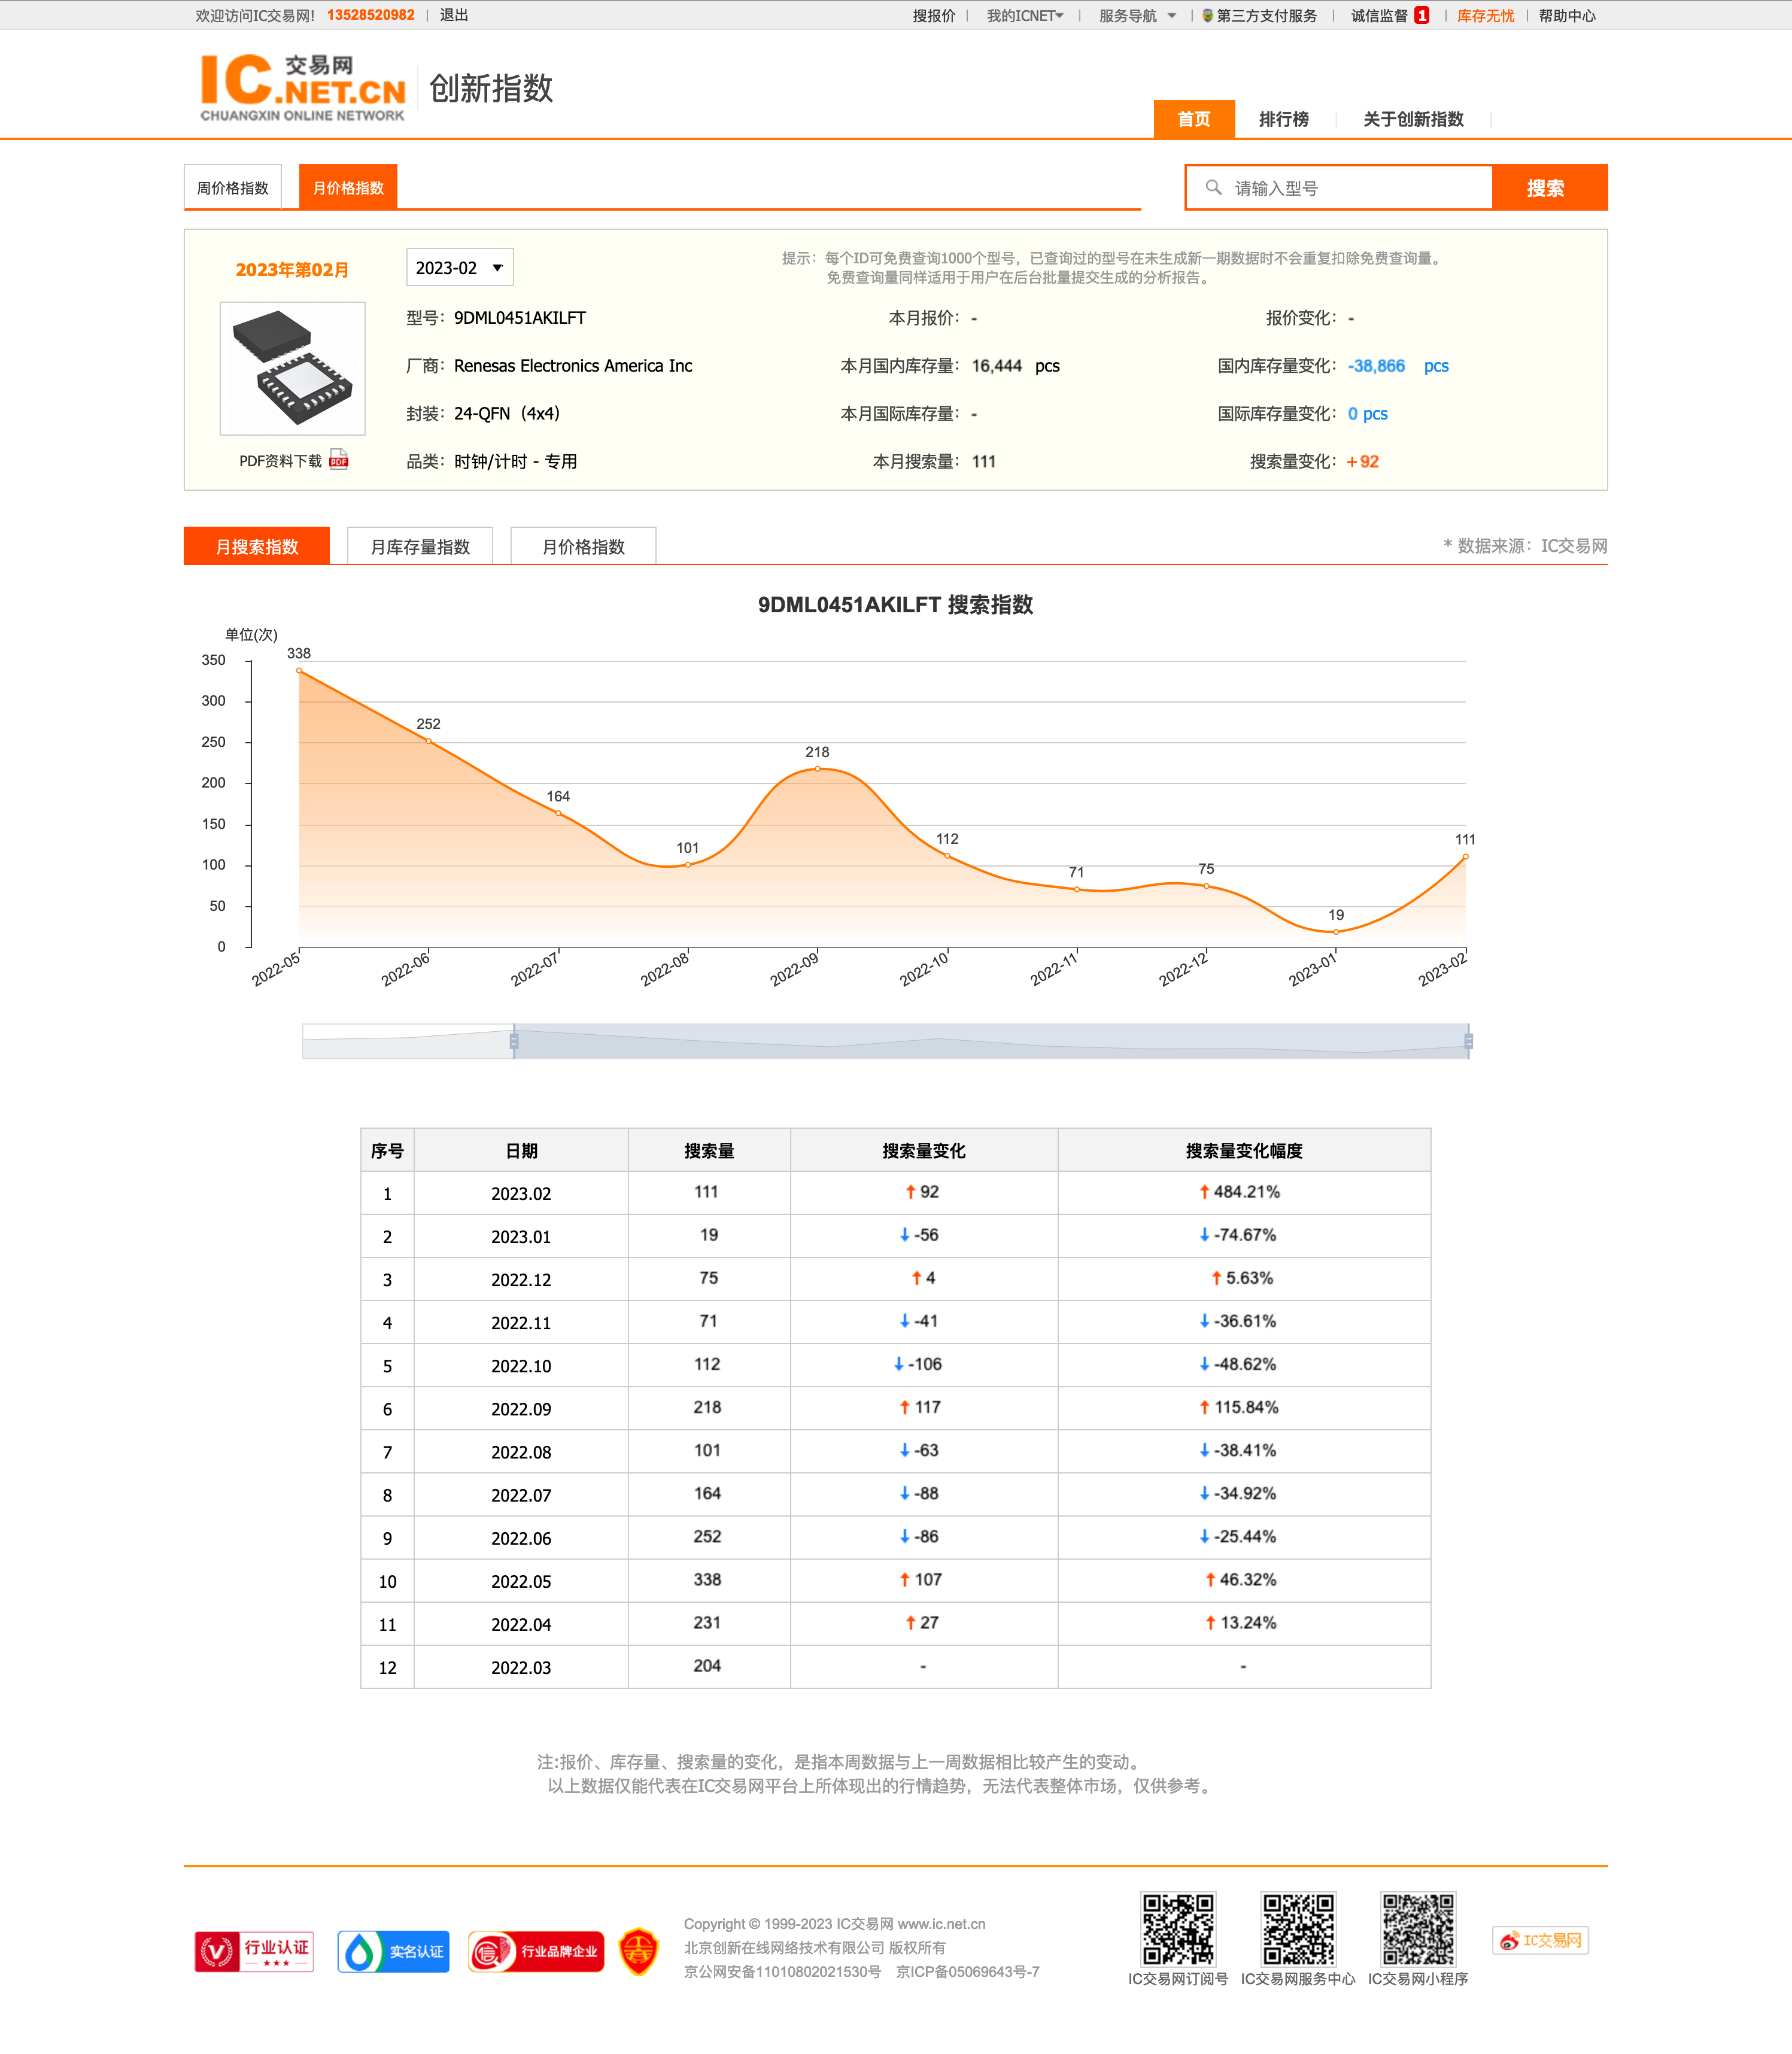 欢迎访问IC交易网! 13528520982 | 退出 搜报价 | 我的ICNET | 服务导航 | 第三方支付服务 | 诚信监督 1 | 库存无忧 | 帮助中心
IC交易网.NET.CN 创新指数
CHUANGXIN ONLINE NETWORK
首页 排行榜 关于创新指数
周价格指数 月价格指数 请输入型号 搜索
2023年第02月 2023-02 提示：每个ID可免费查询1000个型号，已查询过的型号在未生成新一期数据时不会重复扣除免费查询量。
免费查询量同样适用于用户在后台批量提交生成的分析报告。
型号：9DML0451AKILFT 本月报价：- 报价变化：-
厂商：Renesas Electronics America Inc 本月国内库存量：16,444 pcs 国内库存量变化：-38,866 pcs
封装：24-QFN（4x4） 本月国际库存量：- 国际库存量变化：0 pcs
PDF资料下载 PDF 品类：时钟/计时 - 专用 本月搜索量：111 搜索量变化：+92
月搜索指数 月库存量指数 月价格指数 * 数据来源：IC交易网
9DML0451AKILFT 搜索指数
单位(次)
350
300
250
200
150
100
50
0
338 252 164 101 218 112 71 75 19 111
2022-05 2022-06 2022-07 2022-08 2022-09 2022-10 2022-11 2022-12 2023-01 2023-02
序号 日期 搜索量 搜索量变化 搜索量变化幅度
1 2023.02 111 ↑ 92 ↑ 484.21%
2 2023.01 19 ↓ -56 ↓ -74.67%
3 2022.12 75 ↑ 4 ↑ 5.63%
4 2022.11 71 ↓ -41 ↓ -36.61%
5 2022.10 112 ↓ -106 ↓ -48.62%
6 2022.09 218 ↑ 117 ↑ 115.84%
7 2022.08 101 ↓ -63 ↓ -38.41%
8 2022.07 164 ↓ -88 ↓ -34.92%
9 2022.06 252 ↓ -86 ↓ -25.44%
10 2022.05 338 ↑ 107 ↑ 46.32%
11 2022.04 231 ↑ 27 ↑ 13.24%
12 2022.03 204 - -
注:报价、库存量、搜索量的变化，是指本周数据与上一周数据相比较产生的变动。
以上数据仅能代表在IC交易网平台上所体现出的行情趋势，无法代表整体市场，仅供参考。
行业认证 实名认证 信 行业品牌企业
Copyright © 1999-2023 IC交易网 www.ic.net.cn
北京创新在线网络技术有限公司 版权所有
京公网安备11010802021530号 京ICP备05069643号-7
IC交易网订阅号 IC交易网服务中心 IC交易网小程序
IC交易网